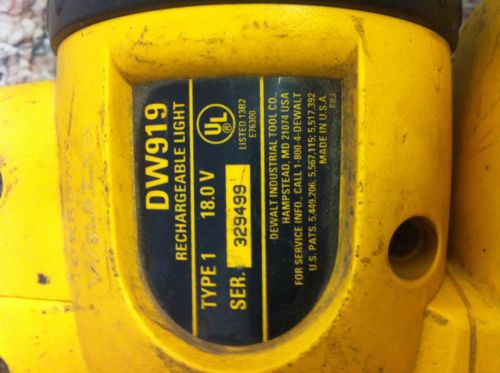 DW919
RECHARGEABLE LIGHT
TYPE 1 18.0 V
SER. 329499
UL
®
LISTED 13B2
E76300
DEWALT INDUSTRIAL TOOL CO.,
HAMPSTEAD, MD 21074 USA
FOR SERVICE INFO., CALL 1-800-4-DEWALT
U.S. PATS. 5,449,206; 5,567,115; 5,517,392
MADE IN U.S.A.